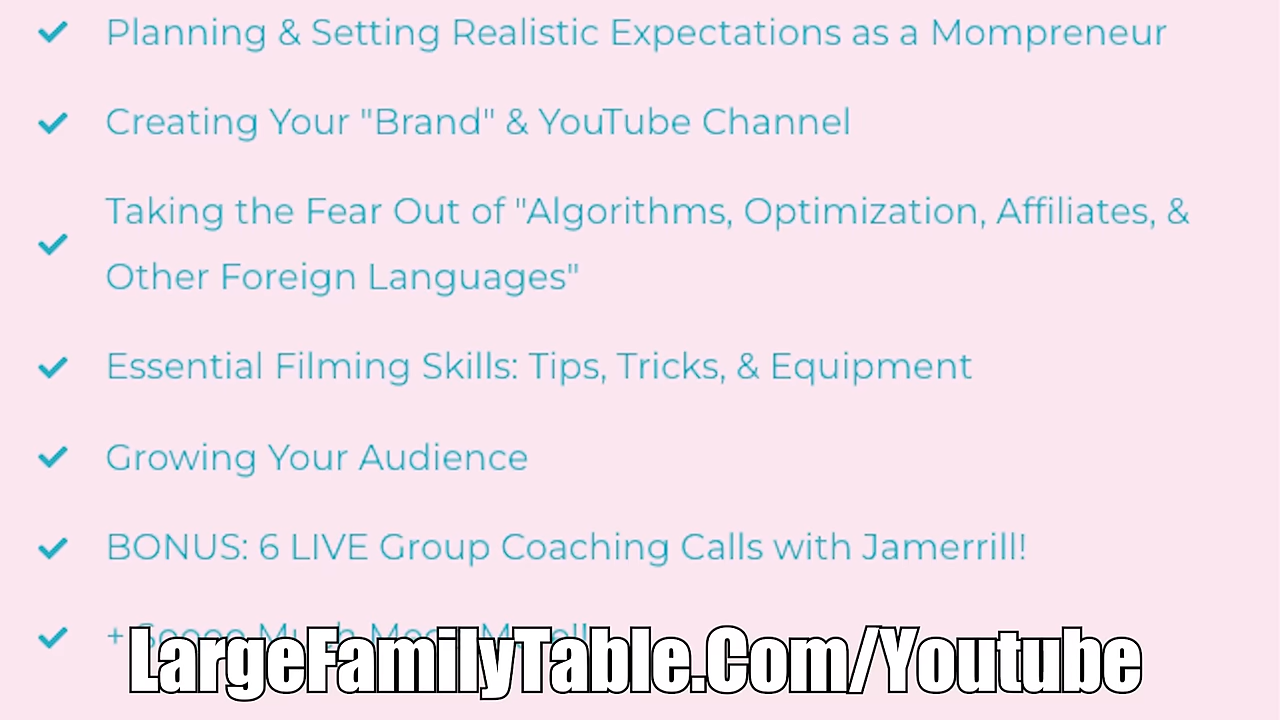 Planning & Setting Realistic Expectations as a Mompreneur
Creating Your "Brand" & YouTube Channel
Taking the Fear Out of "Algorithms, Optimization, Affiliates, &
Other Foreign Languages"
Essential Filming Skills: Tips, Tricks, & Equipment
Growing Your Audience
BONUS: 6 LIVE Group Coaching Calls with Jamerrill!
+ Much
LargeFamilyTable.Com/Youtube